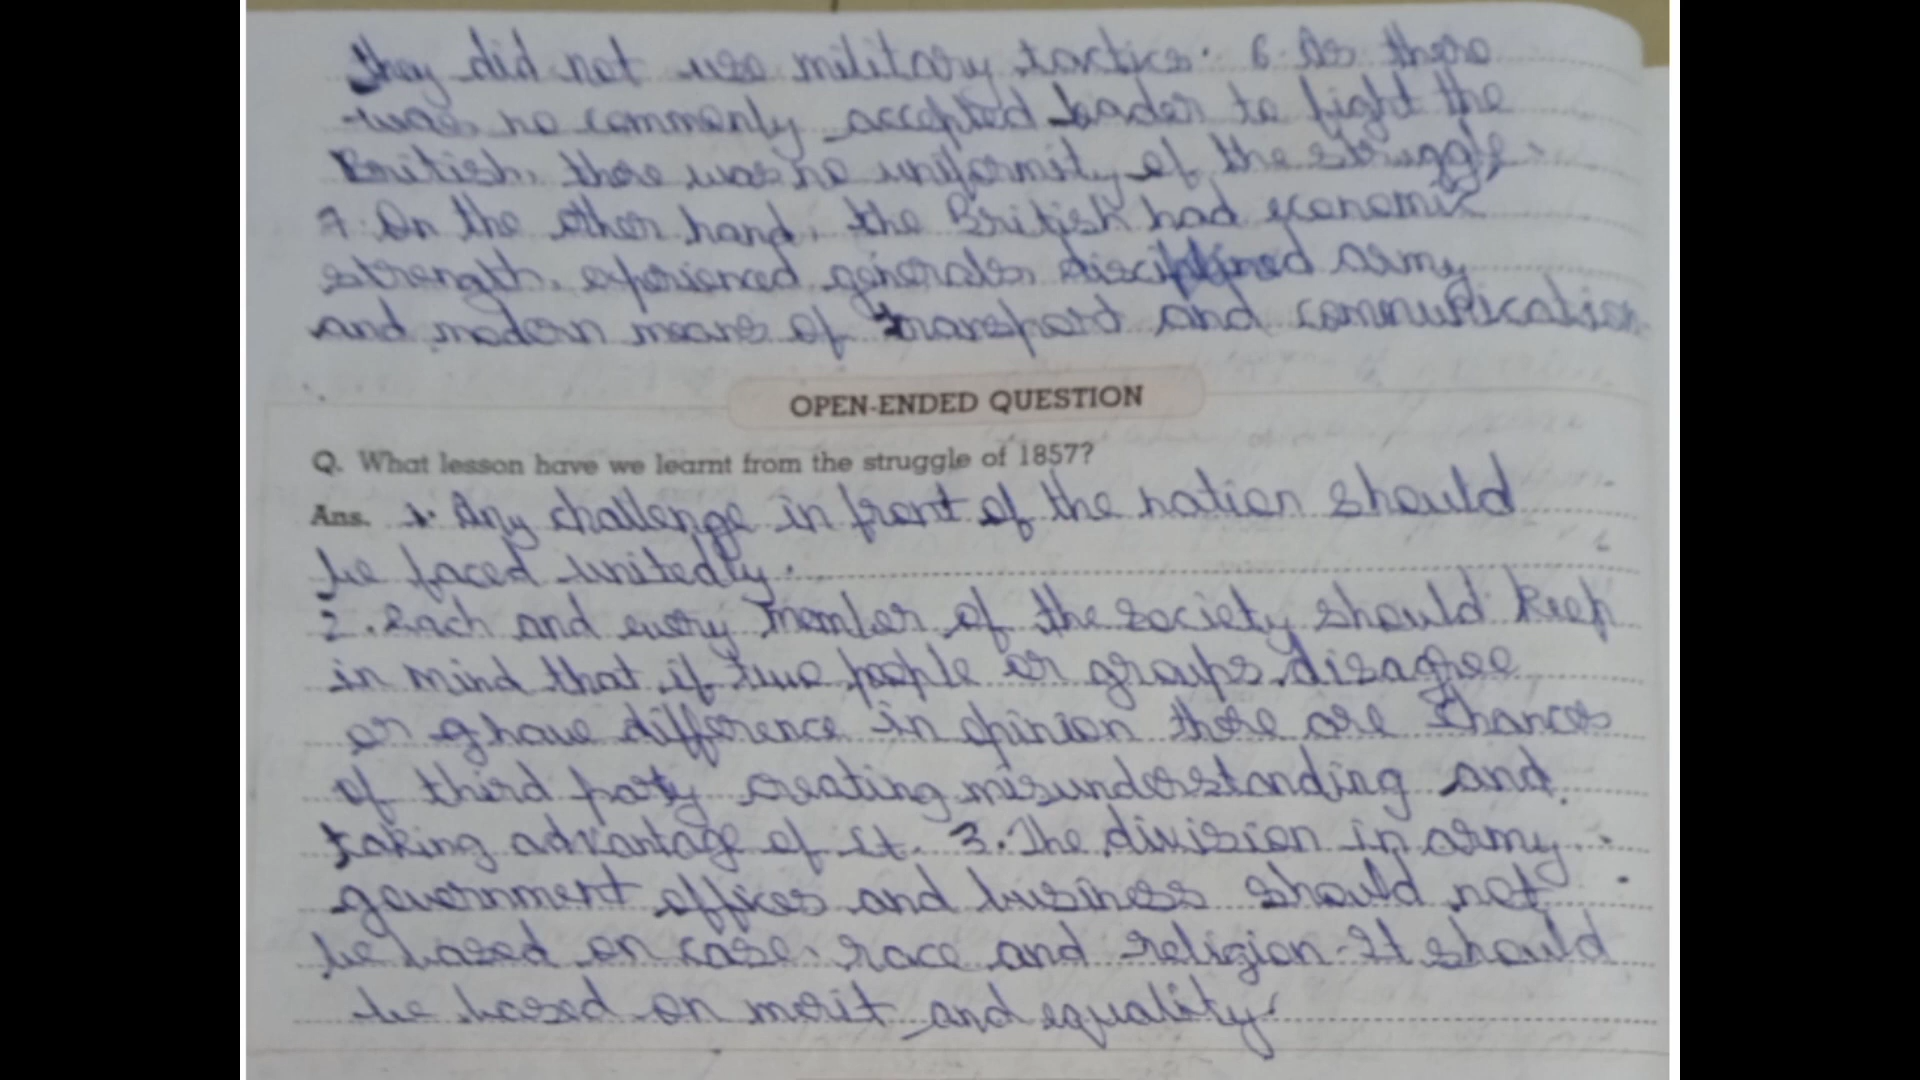 they did not use military tactics. 6. As there
was no commonly accepted leader to fight the
British, there was no uniformity of the struggle.
7. On the other hand, the British had economic
strength, experienced generals, disciplined army
and modern means of transport and communication
OPEN-ENDED QUESTION
Q. What lesson have we learnt from the struggle of 1857?
Ans. 1. Any challenge in front of the nation should
be faced unitedly.
2. Each and every member of the society should keep
in mind that if two people or groups disagree
or have difference in opinion there are chances
of third party creating misunderstanding and
taking advantage of it. 3. The division in army
government offices and business should not
be based on case, race and religion. It should
be based on merit and equality.